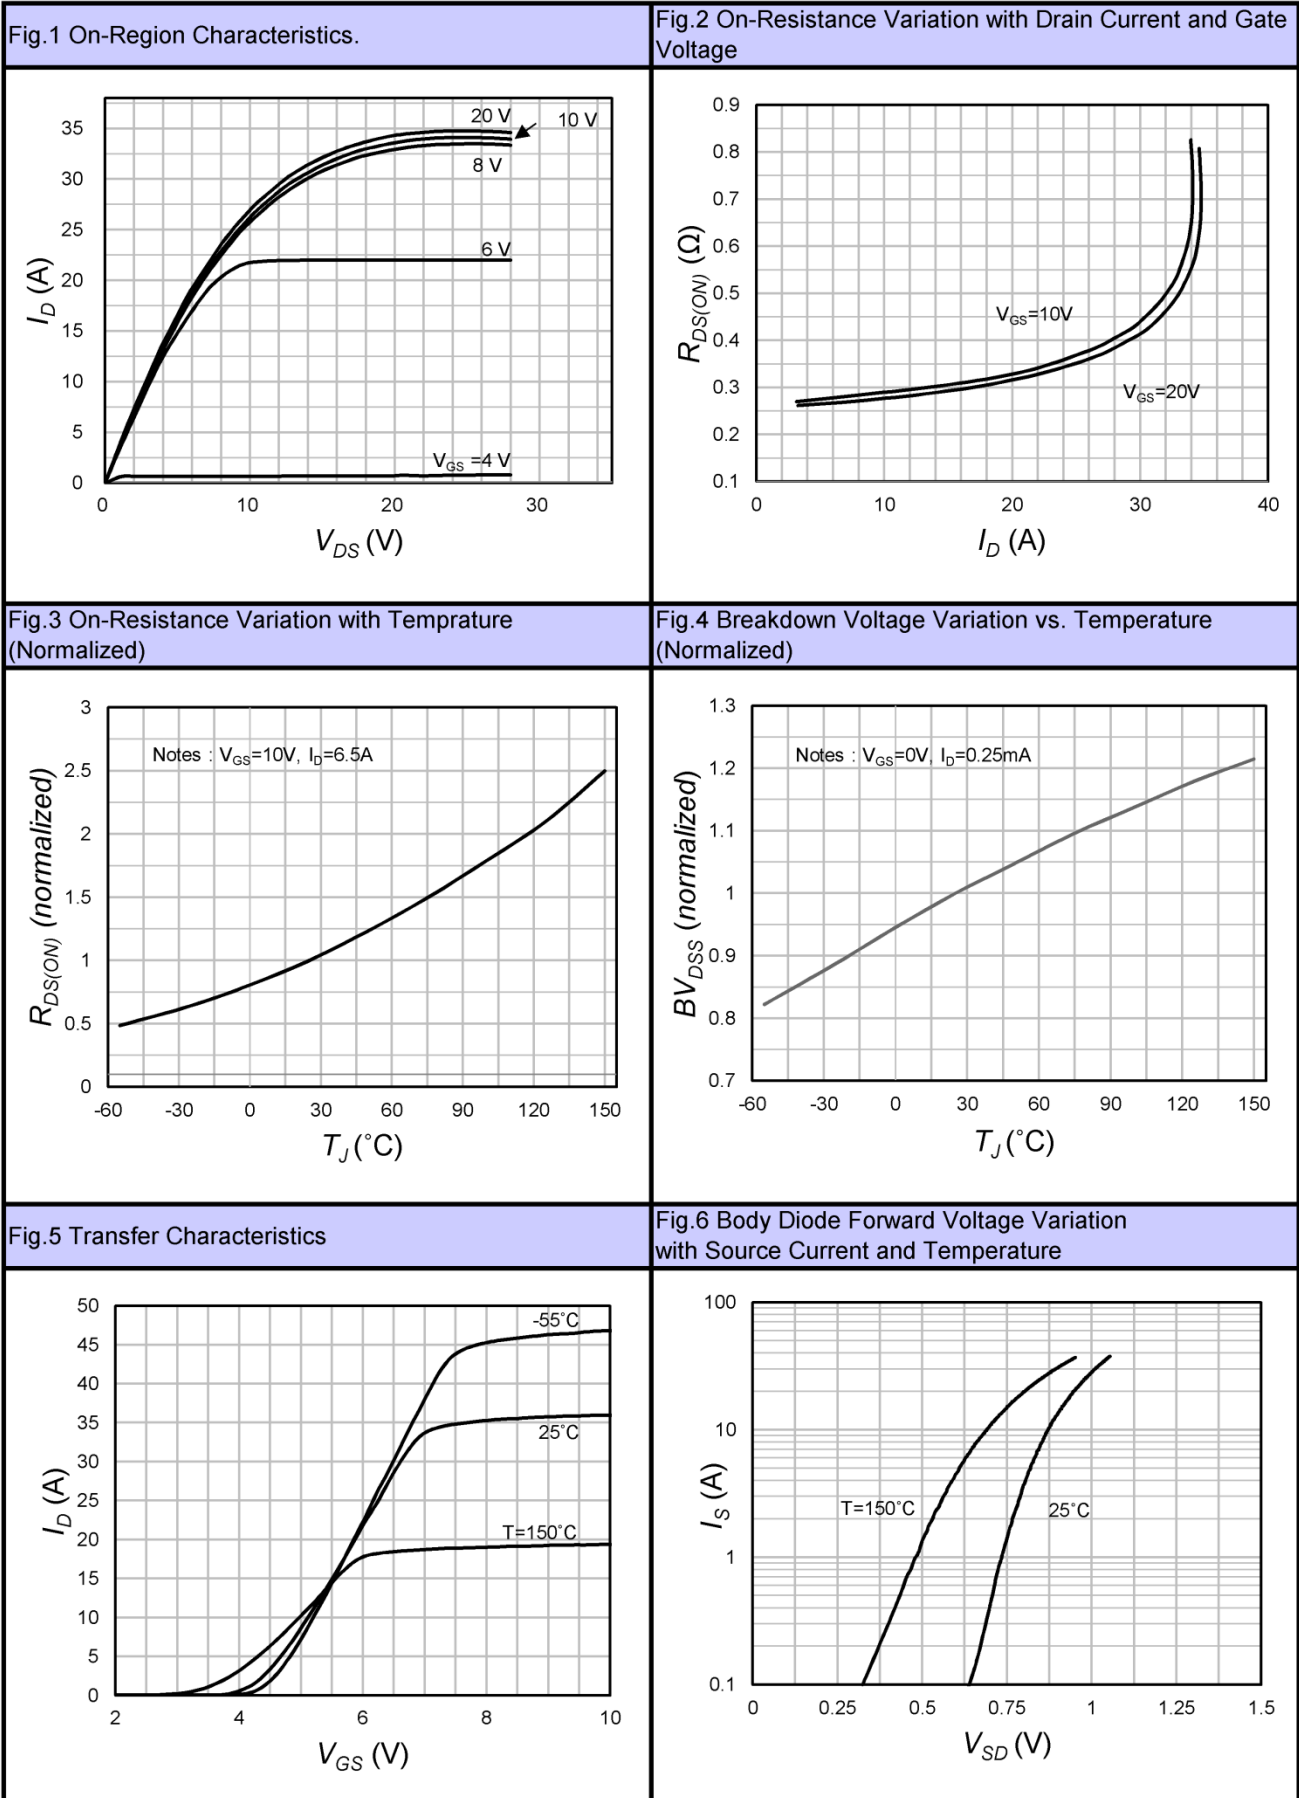 Fig.1 On-Region Characteristics.
Fig.2 On-Resistance Variation with Drain Current and Gate
Voltage
35
30
25
20
15
10
5
0
I_D (A)
20 V
10 V
8 V
6 V
V_GS =4 V
0 10 20 30
V_DS (V)
0.9
0.8
0.7
0.6
0.5
0.4
0.3
0.2
0.1
R_DS(ON) (Ω)
V_GS=10V
V_GS=20V
0 10 20 30 40
I_D (A)
Fig.3 On-Resistance Variation with Temprature
(Normalized)
Fig.4 Breakdown Voltage Variation vs. Temperature
(Normalized)
3
2.5
2
1.5
1
0.5
0
R_DS(ON) (normalized)
Notes : V_GS=10V, I_D=6.5A
-60 -30 0 30 60 90 120 150
T_J (˚C)
1.3
1.2
1.1
1
0.9
0.8
0.7
BV_DSS (normalized)
Notes : V_GS=0V, I_D=0.25mA
-60 -30 0 30 60 90 120 150
T_J (˚C)
Fig.5 Transfer Characteristics
Fig.6 Body Diode Forward Voltage Variation
with Source Current and Temperature
50
45
40
35
30
25
20
15
10
5
0
I_D (A)
-55˚C
25˚C
T=150˚C
2 4 6 8 10
V_GS (V)
100
10
1
0.1
I_S (A)
T=150˚C
25˚C
0 0.25 0.5 0.75 1 1.25 1.5
V_SD (V)